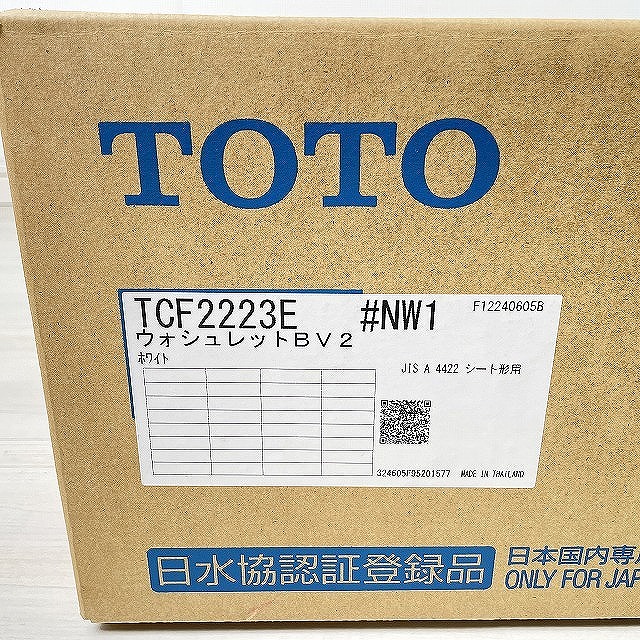 TOTO
TCF2223E #NW1 F12240605B
ウォシュレットBV2
ホワイト
JIS A 4422 シート形用
324605F95201577 MADE IN THAILAND
日水協認証登録品
日本国内専
ONLY FOR JAP